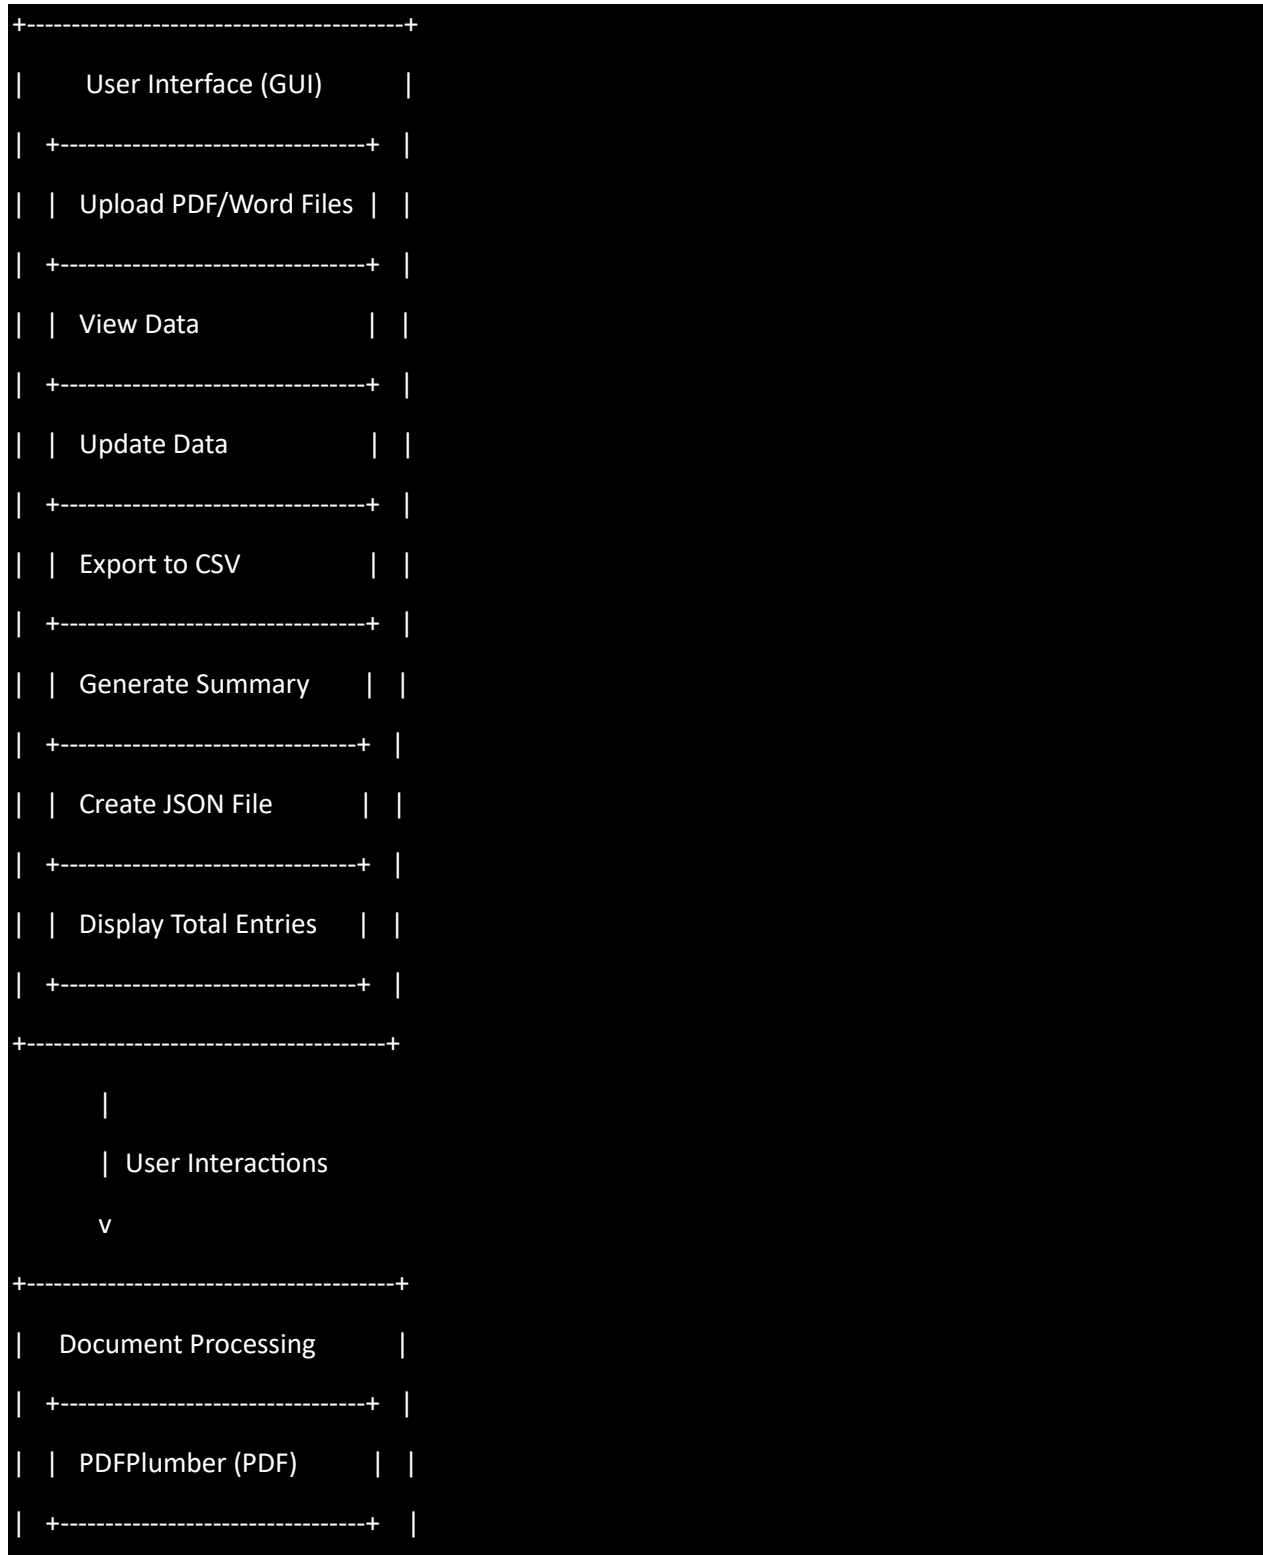 +------------------------------------------+
|        User Interface (GUI)          |
|   +----------------------------------+   |
|   |   Upload PDF/Word Files  |   |
|   +----------------------------------+   |
|   |   View Data                    |   |
|   +----------------------------------+   |
|   |   Update Data                 |   |
|   +----------------------------------+   |
|   |   Export to CSV                |   |
|   +----------------------------------+   |
|   |   Generate Summary       |   |
|   +---------------------------------+   |
|   |   Create JSON File           |   |
|   +---------------------------------+   |
|   |   Display Total Entries     |   |
|   +---------------------------------+   |
+----------------------------------------+
          |
          |  User Interactions
          v
+-----------------------------------------+
|     Document Processing          |
|   +----------------------------------+   |
|   |   PDFPlumber (PDF)         |   |
|   +----------------------------------+    |